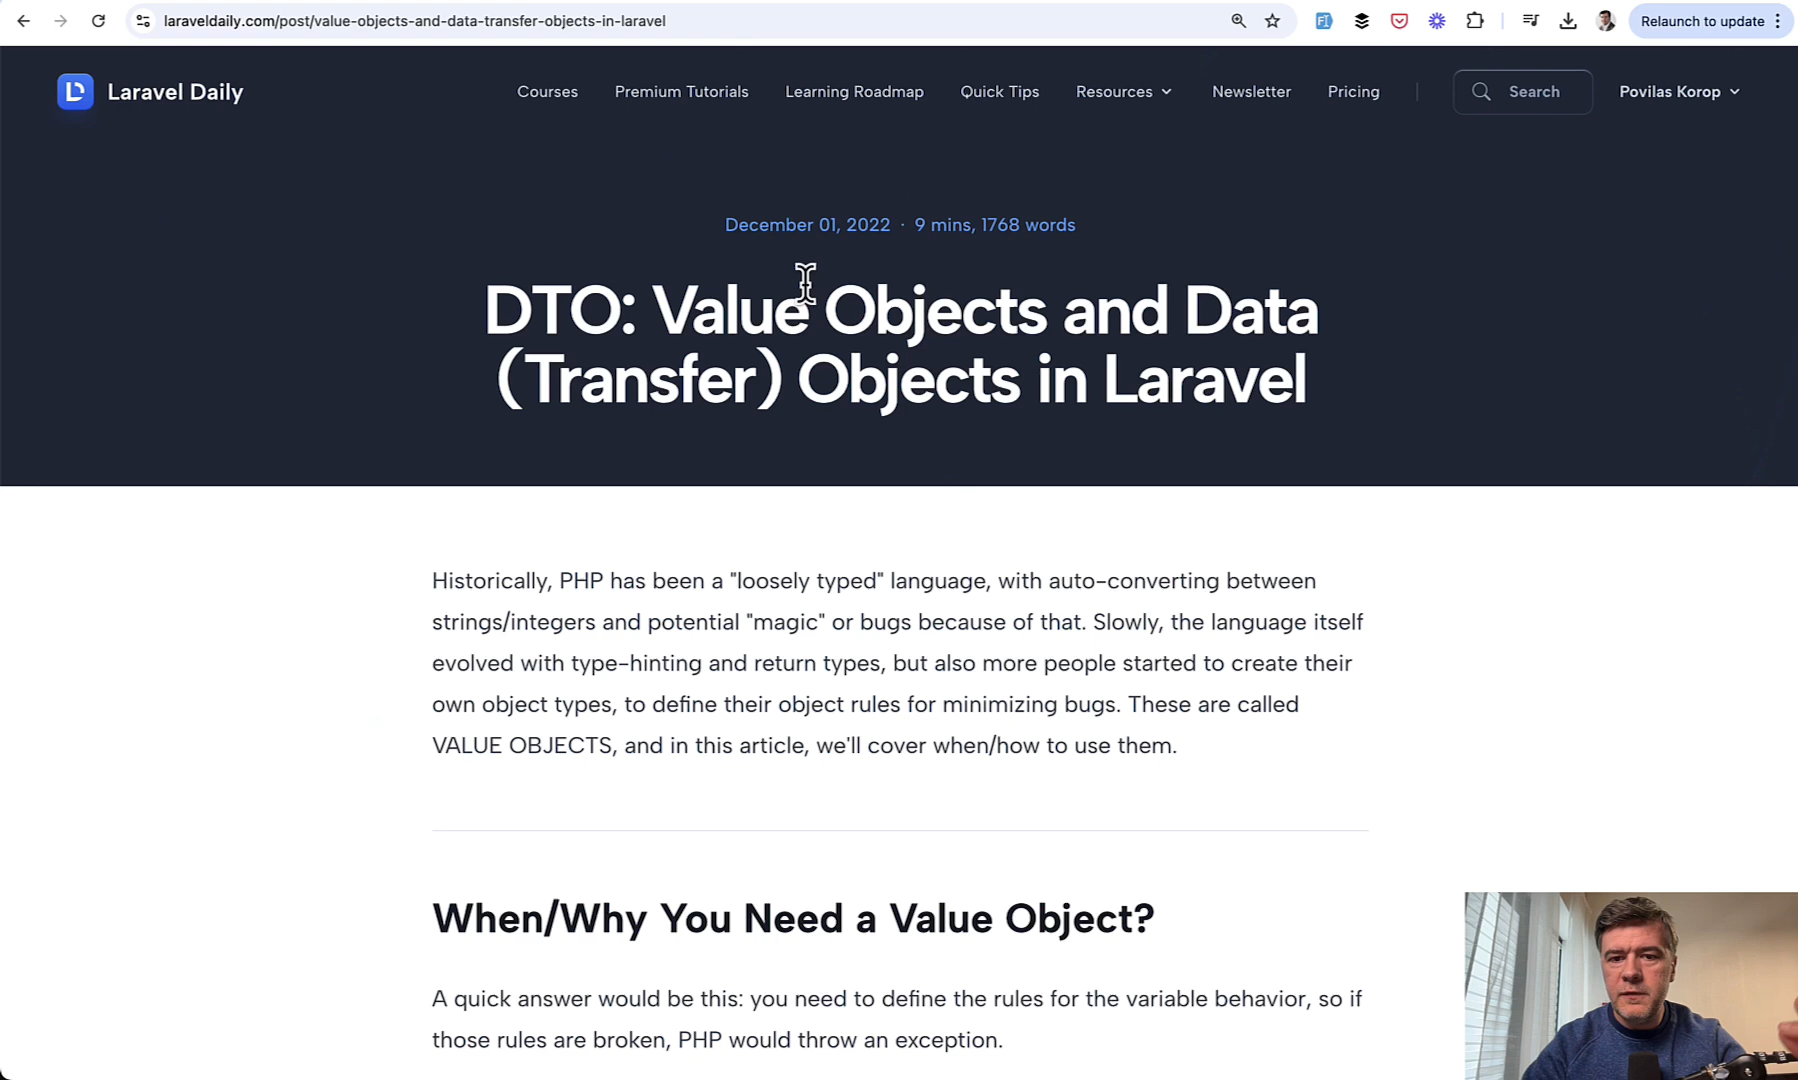 laraveldaily.com/post/value-objects-and-data-transfer-objects-in-laravel
Relaunch to update
Laravel Daily
Courses
Premium Tutorials
Learning Roadmap
Quick Tips
Resources
Newsletter
Pricing
Search
Povilas Korop
December 01, 2022 · 9 mins, 1768 words
DTO: Value Objects and Data
(Transfer) Objects in Laravel
Historically, PHP has been a "loosely typed" language, with auto-converting between
strings/integers and potential "magic" or bugs because of that. Slowly, the language itself
evolved with type-hinting and return types, but also more people started to create their
own object types, to define their object rules for minimizing bugs. These are called
VALUE OBJECTS, and in this article, we'll cover when/how to use them.
When/Why You Need a Value Object?
A quick answer would be this: you need to define the rules for the variable behavior, so if
those rules are broken, PHP would throw an exception.